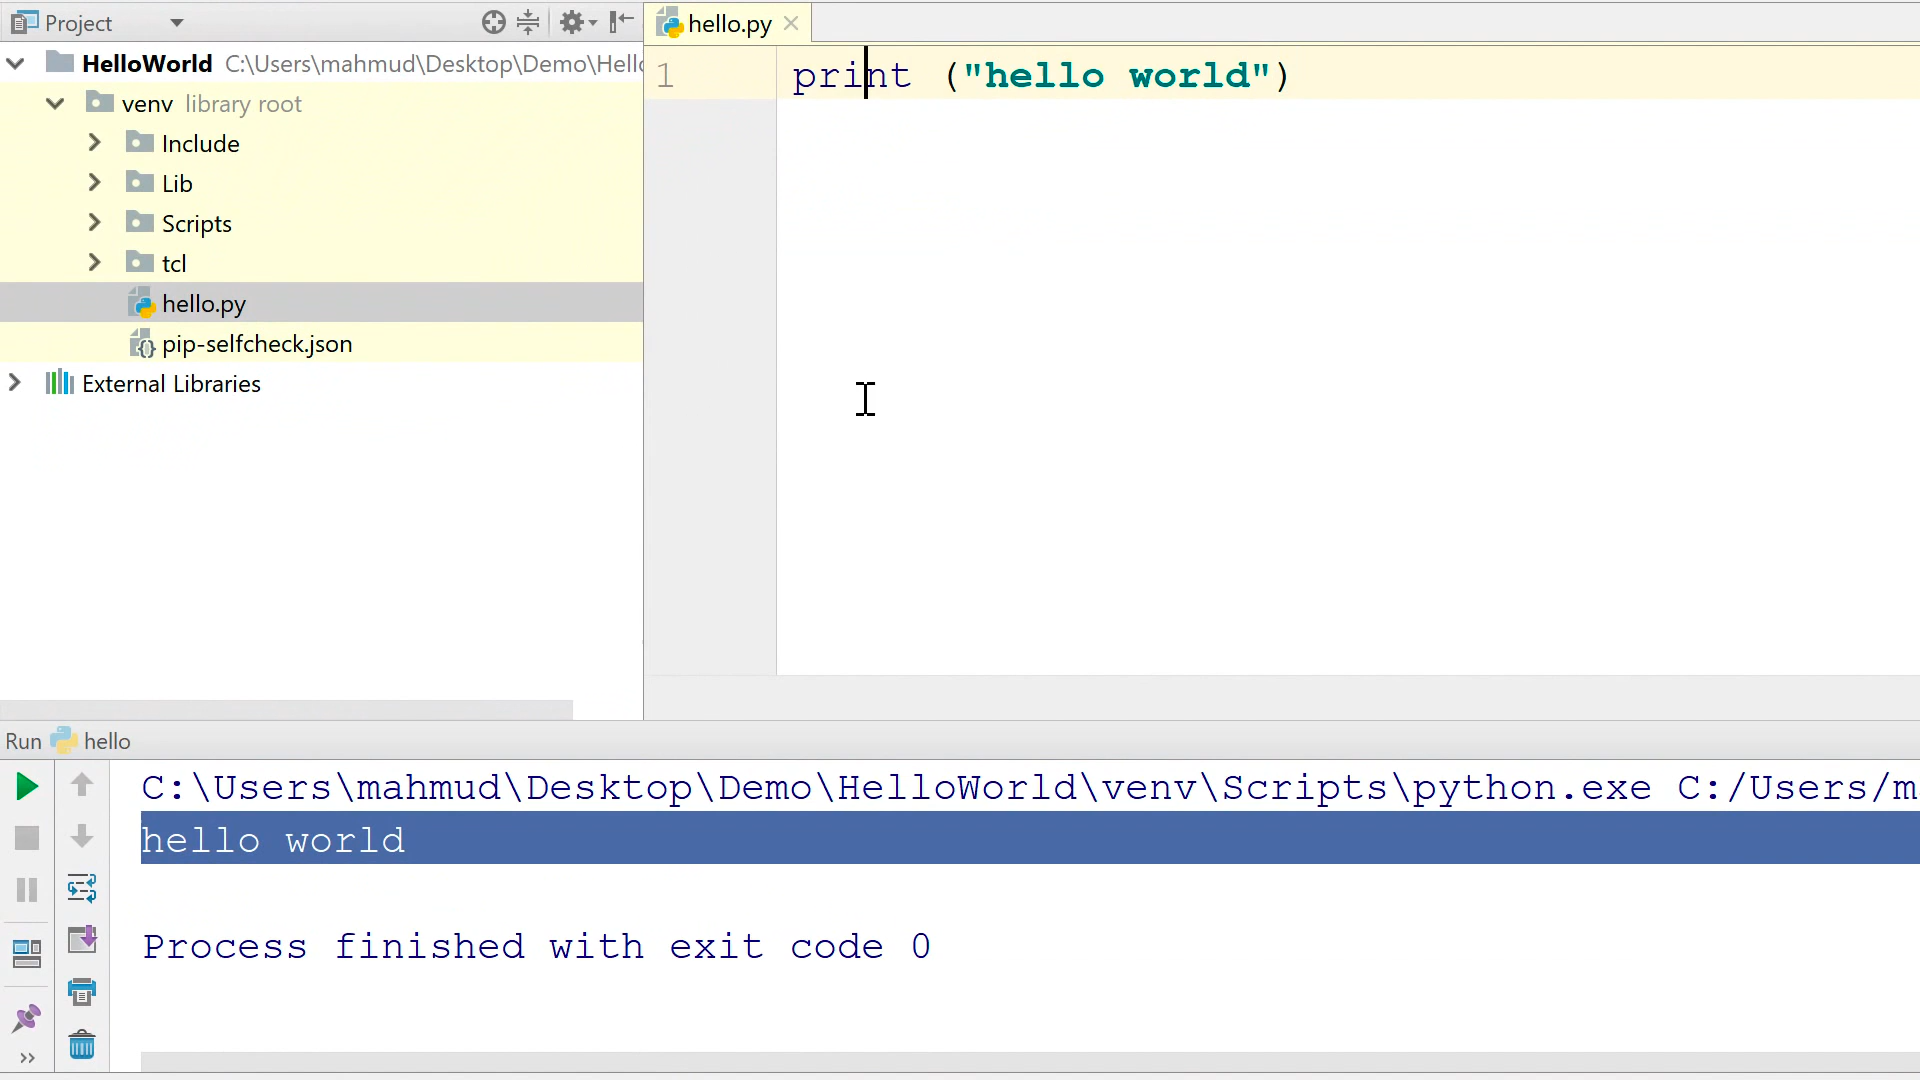 Project
HelloWorld C:\Users\mahmud\Desktop\Demo\Hell
venv library root
Include
Lib
Scripts
tcl
hello.py
pip-selfcheck.json
External Libraries
hello.py
1 print ("hello world")
Run hello
C:\Users\mahmud\Desktop\Demo\HelloWorld\venv\Scripts\python.exe C:/Users/m
hello world
Process finished with exit code 0